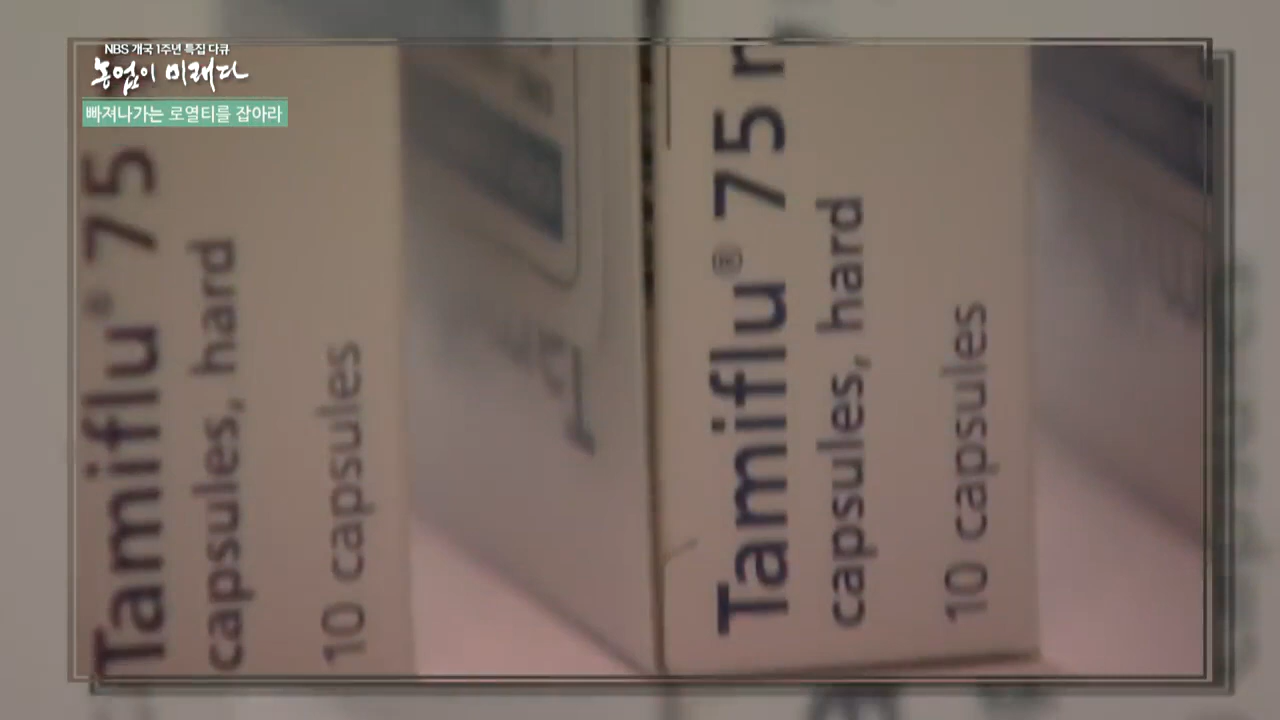 NBS 개국 1주년 특집 다큐
농업이 미래다
빠져나가는 로열티를 잡아라
Tamiflu® 75
capsules, hard
10 capsules
Tamiflu® 75
capsules, hard
10 capsules